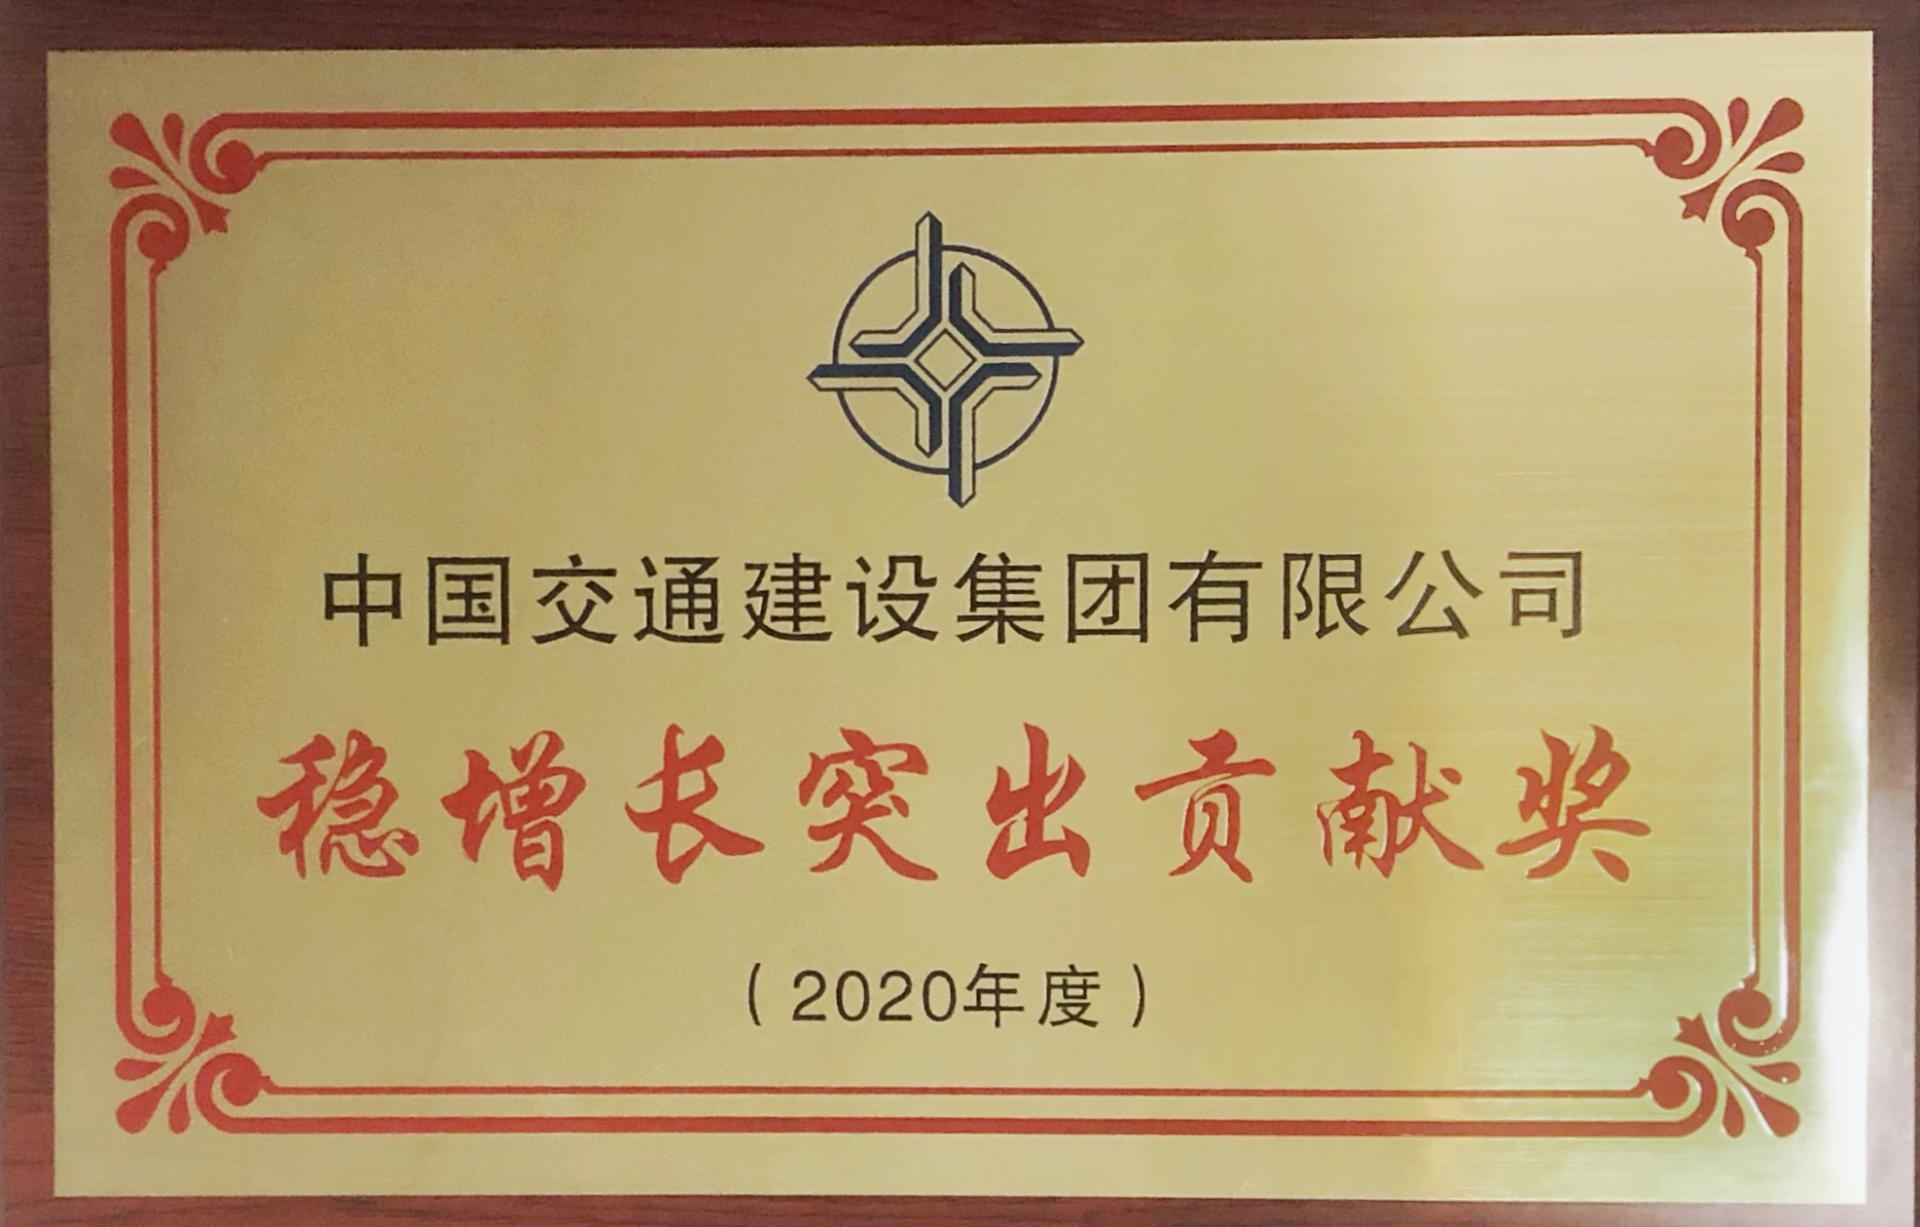 中国交通建设集团有限公司
稳增长突出贡献奖
（2020年度）